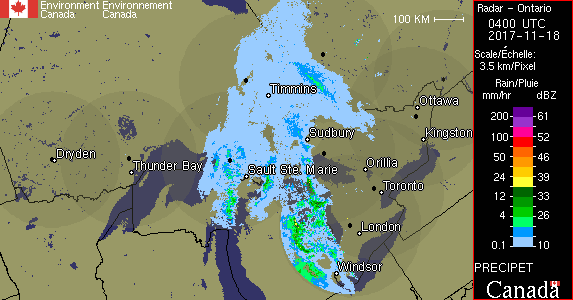 Environment Environnement
Canada Canada
100 KM
Radar - Ontario
0400 UTC
2017-11-18
Scale/Échelle:
3.5 km/Pixel
Rain/Pluie
mm/hr dBZ
200 61
100 52
50 46
24 39
12 33
4 26
0.1 10
PRECIPET
Canada
Timmins
Ottawa
Sudbury
Kingston
Dryden
Thunder Bay
Sault Ste. Marie
Orillia
Toronto
London
Windsor